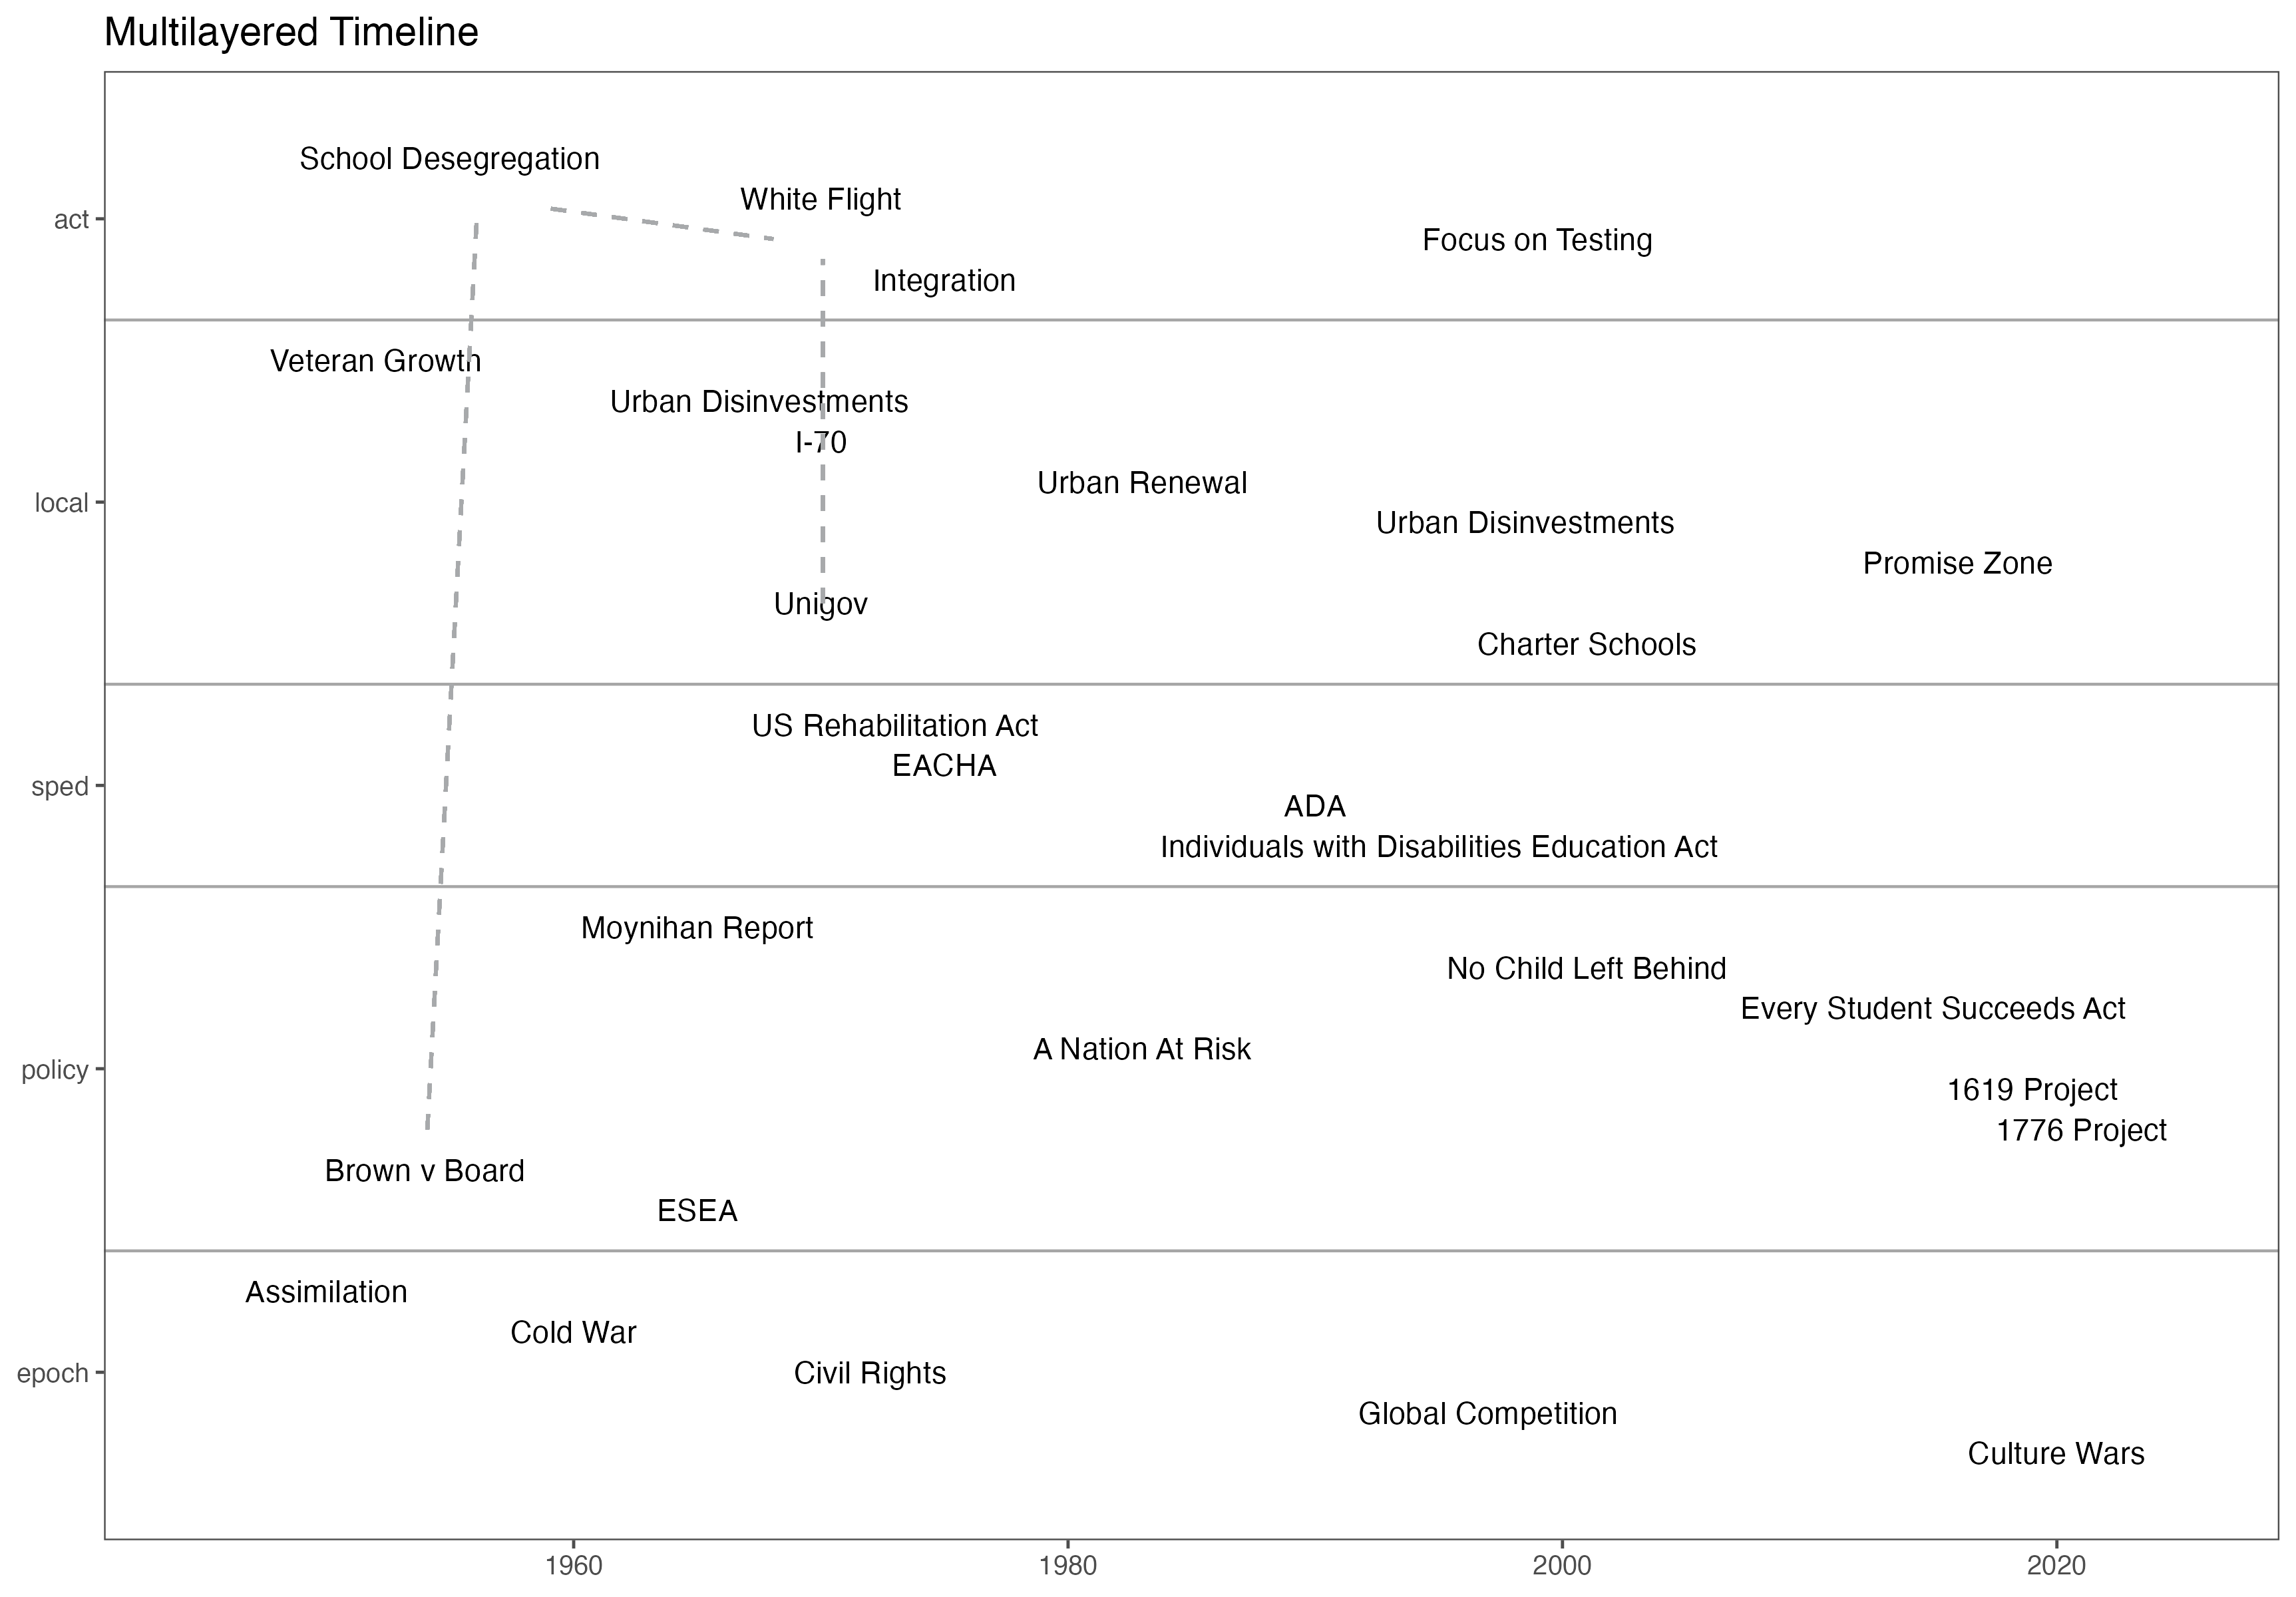 Multilayered Timeline
School Desegregation
White Flight
act
Focus on Testing
Integration
Veteran Growth
Urban Disinvestments
I-70
Urban Renewal
local
Urban Disinvestments
Promise Zone
Unigov
Charter Schools
US Rehabilitation Act
EACHA
sped
ADA
Individuals with Disabilities Education Act
Moynihan Report
No Child Left Behind
Every Student Succeeds Act
A Nation At Risk
policy
1619 Project
1776 Project
Brown v Board
ESEA
Assimilation
Cold War
epoch
Civil Rights
Global Competition
Culture Wars
1960 1980 2000 2020